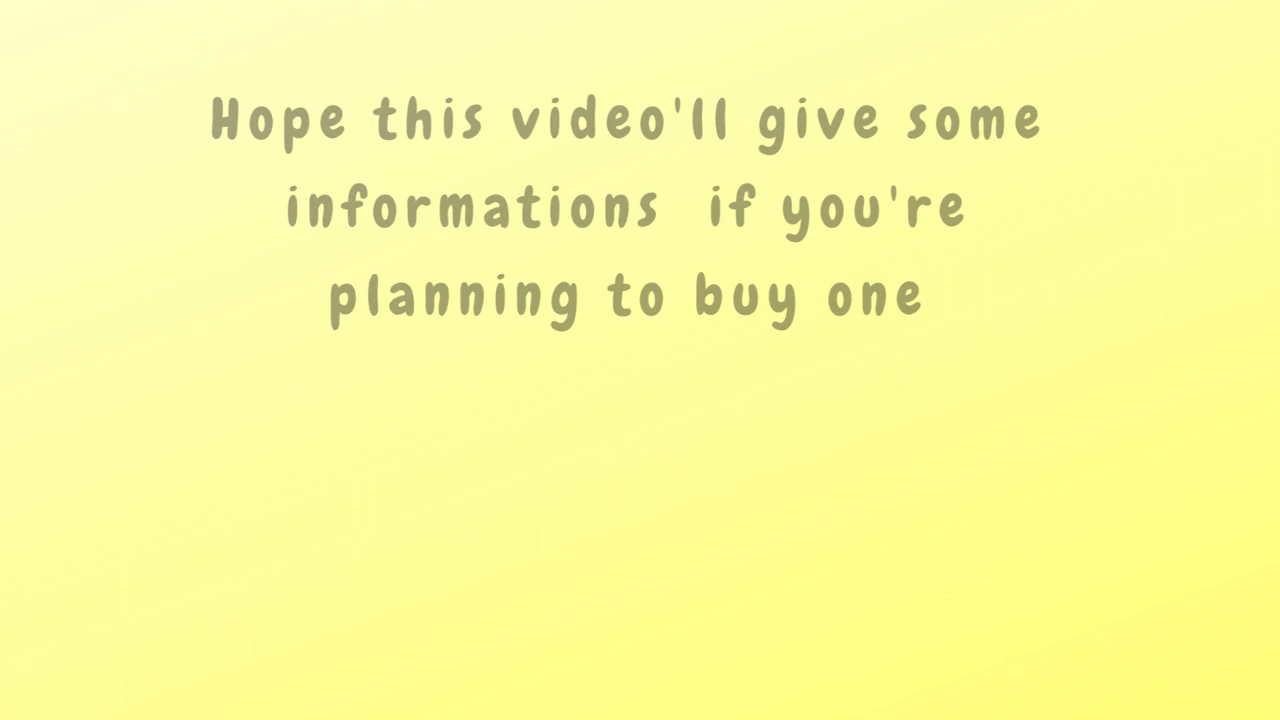 Hope this video'll give some
informations  if you're
planning to buy one